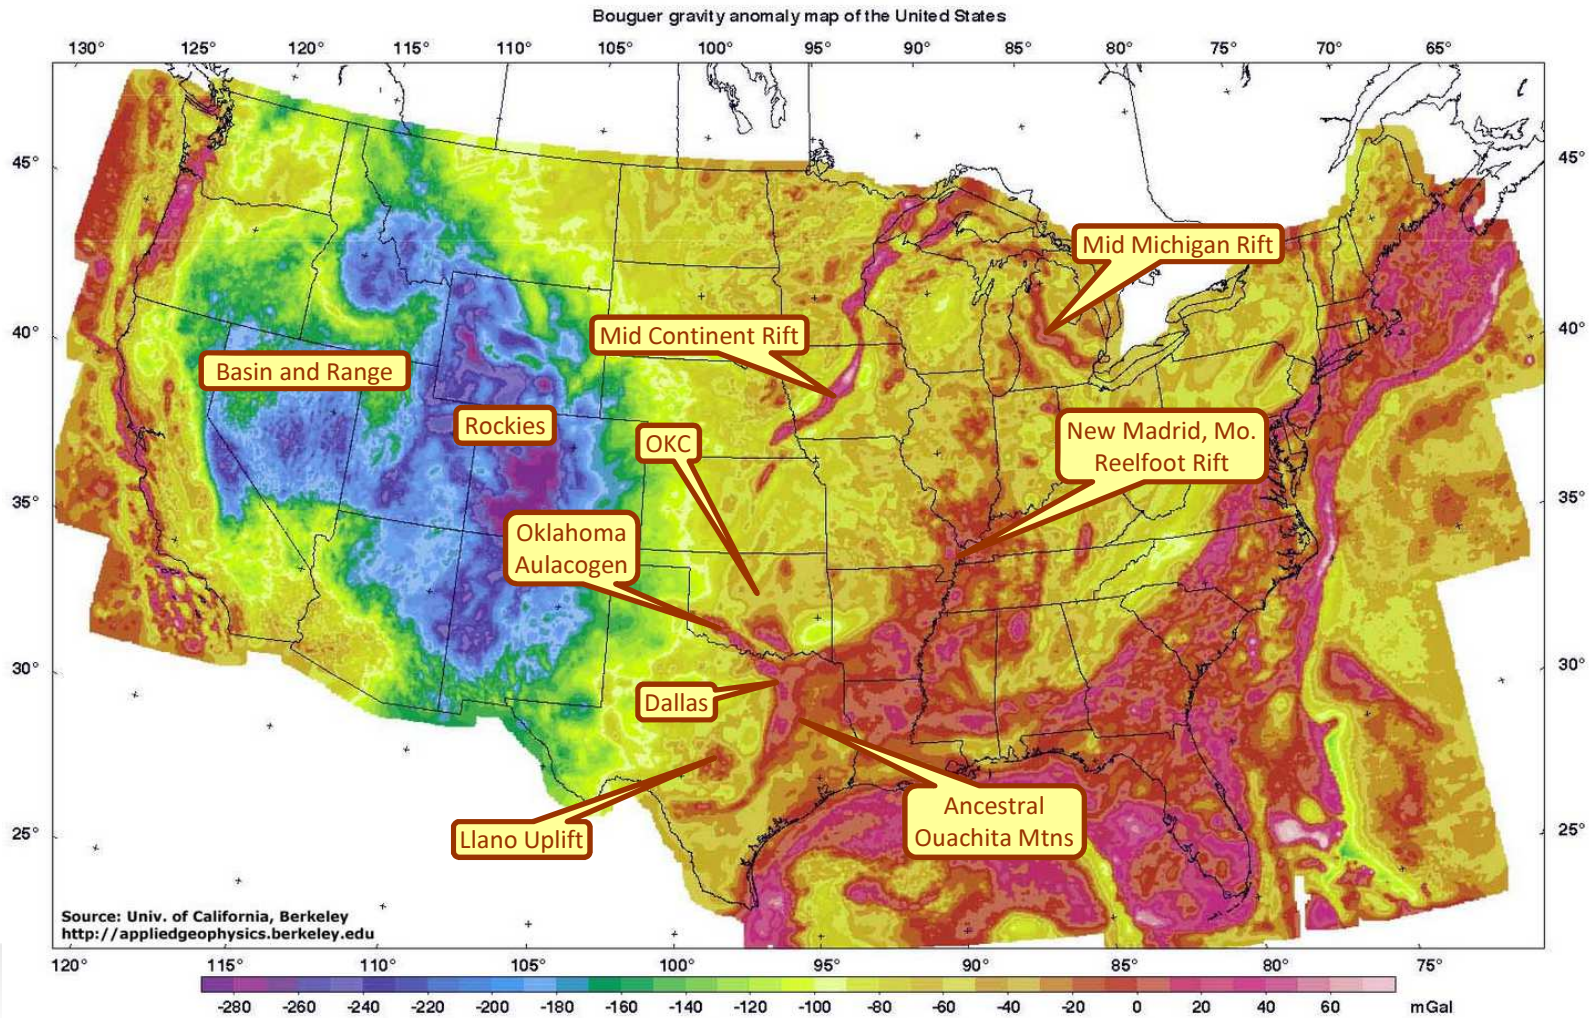 Bouguer gravity anomaly map of the United States
130° 125° 120° 115° 110° 105° 100° 95° 90° 85° 80° 75° 70° 65°
45° 45°
Mid Michigan Rift
40° 40°
Mid Continent Rift
Basin and Range
Rockies
OKC
New Madrid, Mo.
Reelfoot Rift
35° 35°
Oklahoma
Aulacogen
30° 30°
Dallas
Ancestral
Ouachita Mtns
Llano Uplift
25° 25°
Source: Univ. of California, Berkeley
http://appliedgeophysics.berkeley.edu
120° 115° 110° 105° 100° 95° 90° 85° 80° 75°
-280 -260 -240 -220 -200 -180 -160 -140 -120 -100 -80 -60 -40 -20 0 20 40 60 mGal